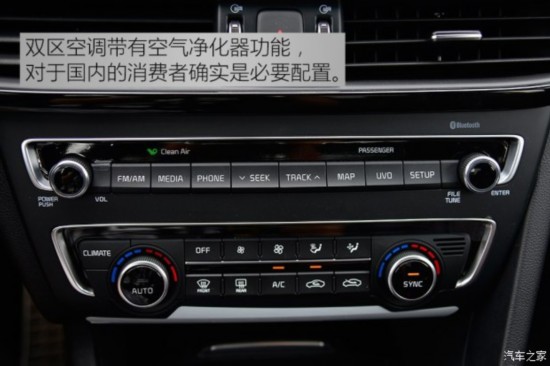 双区空调带有空气净化器功能，
对于国内的消费者确实是必要配置。
Bluetooth
Clean Air
PASSENGER
FM/AM MEDIA PHONE SEEK TRACK MAP UVO SETUP
POWER PUSH VOL FILE TUNE ENTER
CLIMATE OFF
AUTO FRONT REAR A/C SYNC
汽车之家